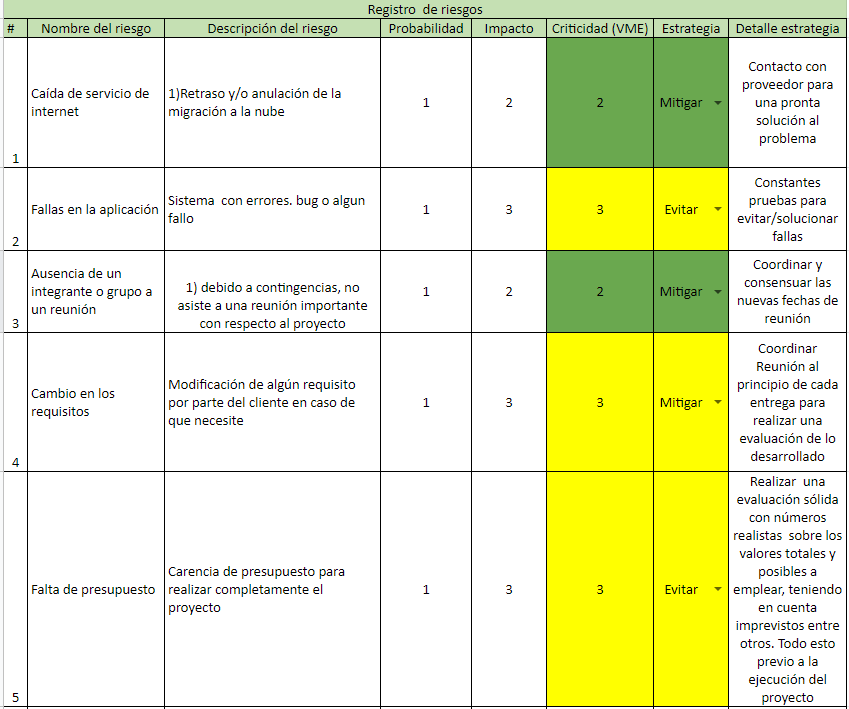 Registro de riesgos
# Nombre del riesgo Descripción del riesgo Probabilidad Impacto Criticidad (VME) Estrategia Detalle estrategia
1
Caída de servicio de
internet
1)Retraso y/o anulación de la
migración a la nube
1
2
2
Mitigar
Contacto con
proveedor para
una pronta
solución al
problema
2
Fallas en la aplicación
Sistema con errores. bug o algun
fallo
1
3
3
Evitar
Constantes
pruebas para
evitar/solucionar
fallas
3
Ausencia de un
integrante o grupo a
un reunión
1) debido a contingencias, no
asiste a una reunión importante
con respecto al proyecto
1
2
2
Mitigar
Coordinar y
consensuar las
nuevas fechas de
reunión
4
Cambio en los
requisitos
Modificación de algún requisito
por parte del cliente en caso de
que necesite
1
3
3
Mitigar
Coordinar
Reunión al
principio de cada
entrega para
realizar una
evaluación de lo
desarrollado
5
Falta de presupuesto
Carencia de presupuesto para
realizar completamente el
proyecto
1
3
3
Evitar
Realizar una
evaluación sólida
con números
realistas sobre los
valores totales y
posibles a
emplear, teniendo
en cuenta
imprevistos entre
otros. Todo esto
previo a la
ejecución del
proyecto